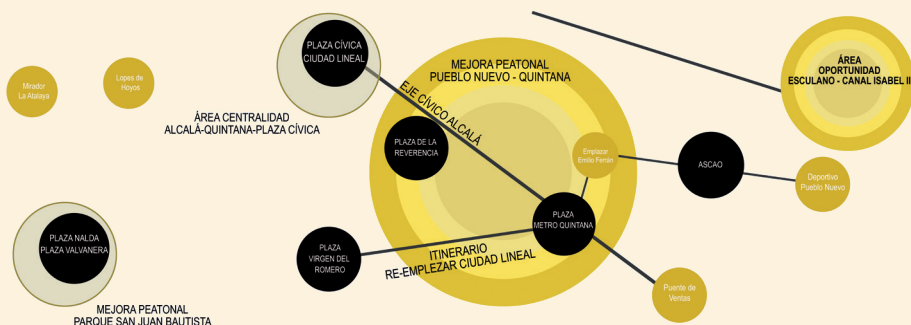 PLAZA CÍVICA
CIUDAD LINEAL
MEJORA PEATONAL
PUEBLO NUEVO - QUINTANA
ÁREA
OPORTUNIDAD
ESCULANO - CANAL ISABEL II
Mirador
La Atalaya
Lopes de
Hoyos
ÁREA CENTRALIDAD
ALCALÁ-QUINTANA-PLAZA CÍVICA
EJE CÍVICO ALCALÁ
PLAZA DE LA
REVERENCIA
Emplazar
Emilio Ferrán
ASCAO
Deportivo
Pueblo Nuevo
PLAZA NALDA
PLAZA VALVANERA
PLAZA
VIRGEN DEL
ROMERO
ITINERARIO
RE-EMPLEZAR CIUDAD LINEAL
PLAZA
METRO QUINTANA
Puente de
Ventas
MEJORA PEATONAL
PARQUE SAN JUAN BAUTISTA